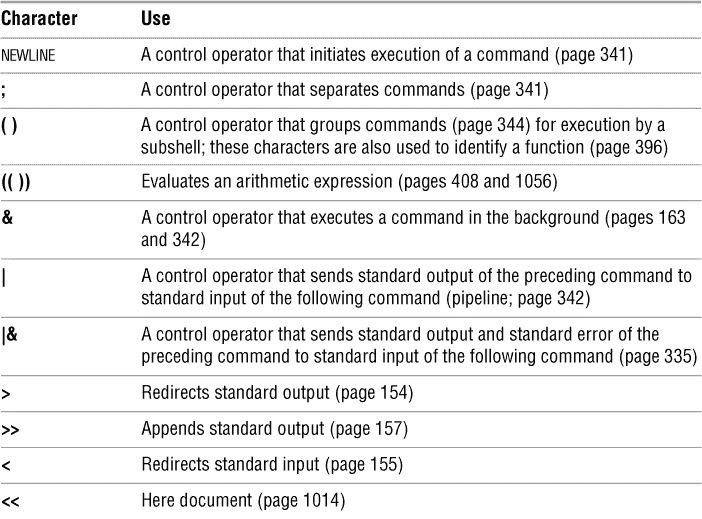 Character Use
NEWLINE A control operator that initiates execution of a command (page 341)
; A control operator that separates commands (page 341)
( ) A control operator that groups commands (page 344) for execution by a
subshell; these characters are also used to identify a function (page 396)
(( )) Evaluates an arithmetic expression (pages 408 and 1056)
& A control operator that executes a command in the background (pages 163
and 342)
| A control operator that sends standard output of the preceding command to
standard input of the following command (pipeline; page 342)
|& A control operator that sends standard output and standard error of the
preceding command to standard input of the following command (page 335)
> Redirects standard output (page 154)
>> Appends standard output (page 157)
< Redirects standard input (page 155)
<< Here document (page 1014)